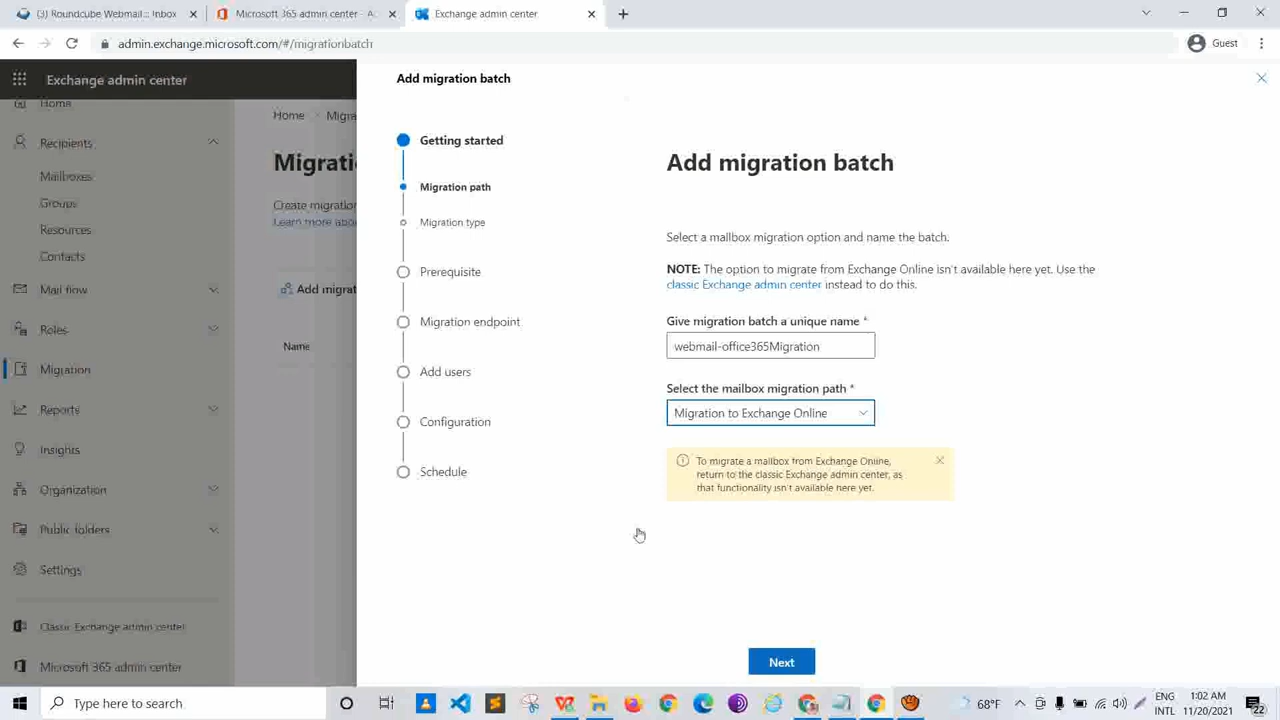 (3) Roundcube Webmail:: Inbox
Microsoft 365 admin center - A
Exchange admin center
admin.exchange.microsoft.com/#/migrationbatch
Guest
Exchange admin center
Add migration batch
Home
Recipients
Mailboxes
Groups
Resources
Contacts
Mail flow
Roles
Migration
Reports
Insights
Organization
Public folders
Settings
Classic Exchange admin center
Microsoft 365 admin center
Home > Migra
Migrati
Create migration
Learn more abou
Add migrat
Name
Getting started
Migration path
Migration type
Prerequisite
Migration endpoint
Add users
Configuration
Schedule
Add migration batch
Select a mailbox migration option and name the batch.
NOTE: The option to migrate from Exchange Online isn't available here yet. Use the
classic Exchange admin center instead to do this.
Give migration batch a unique name *
webmail-office365Migration
Select the mailbox migration path *
Migration to Exchange Online
To migrate a mailbox from Exchange Online,
return to the classic Exchange admin center, as
that functionality isn't available here yet.
Next
Type here to search
68°F
ENG
INTL
1:02 AM
11/20/2021
22